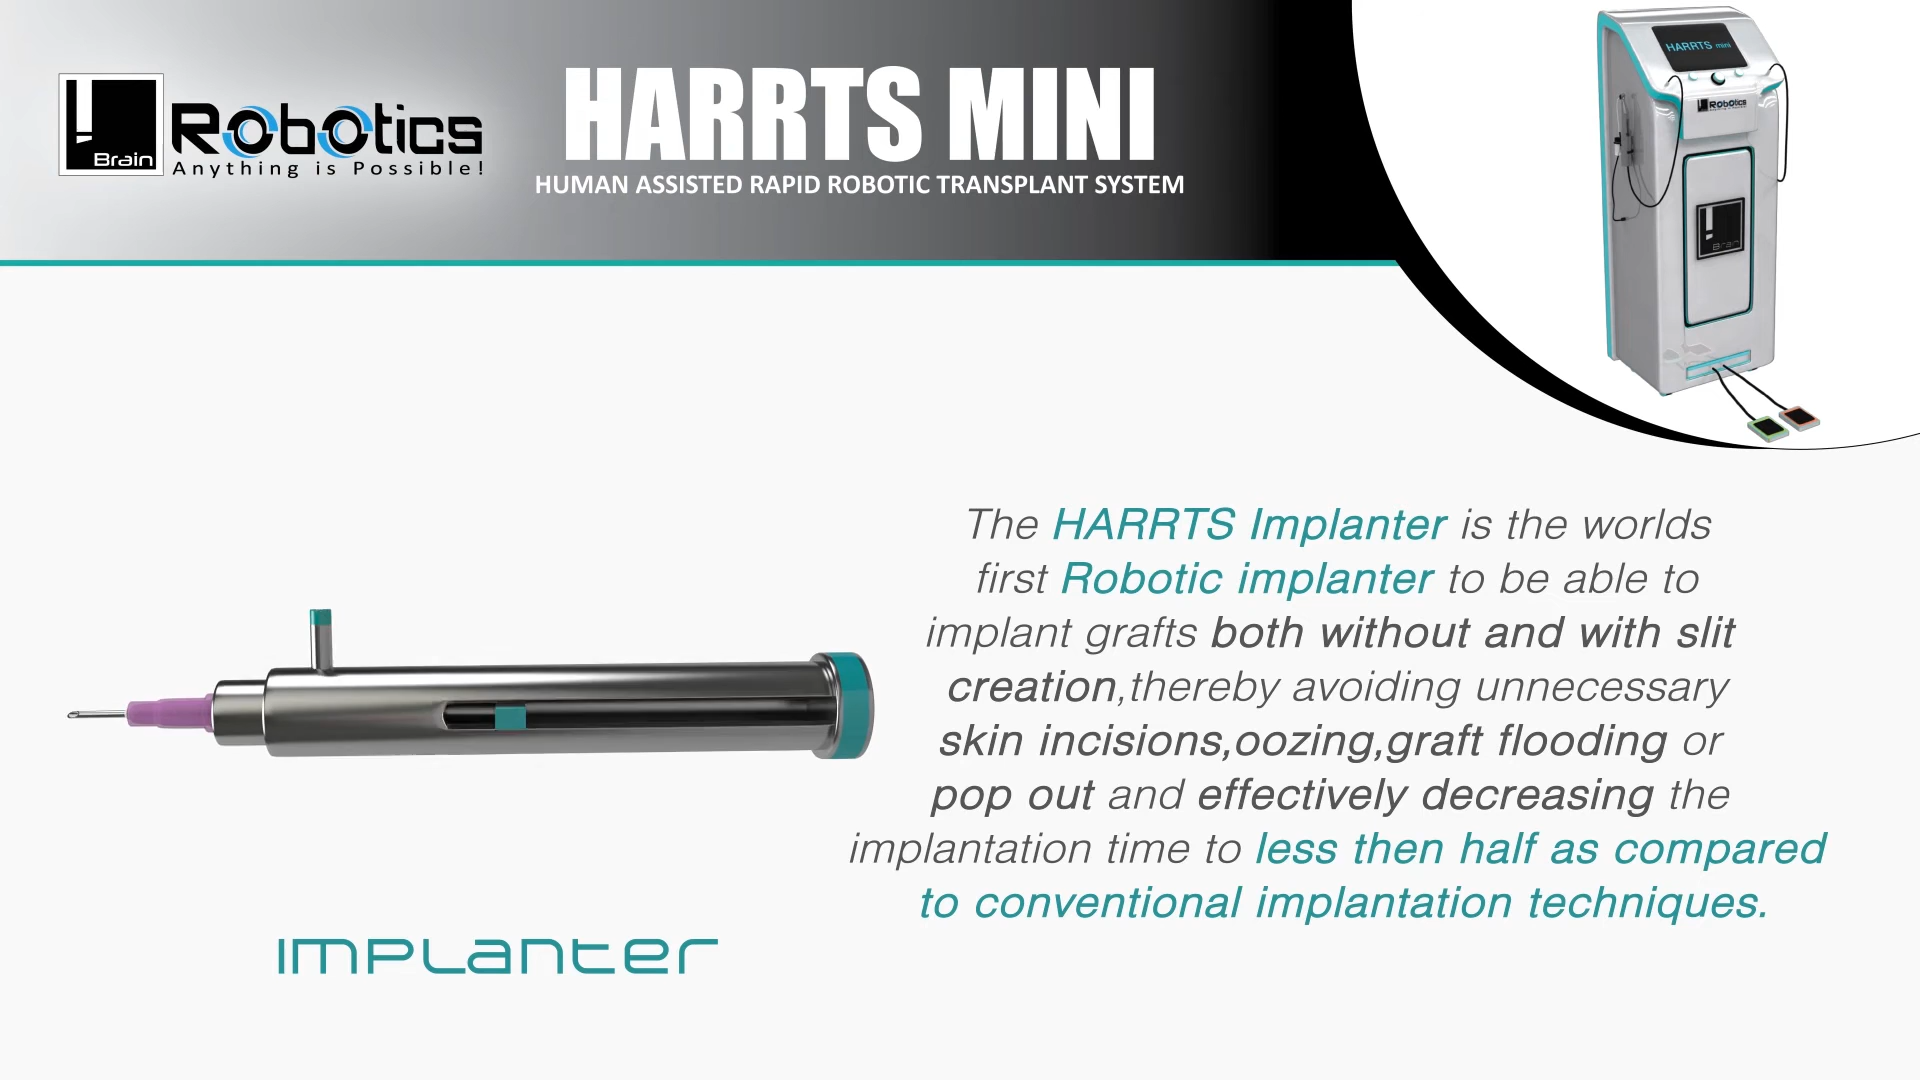 Brain
Robotics
Anything is Possible!
HARRTS MINI
HUMAN ASSISTED RAPID ROBOTIC TRANSPLANT SYSTEM
HARRTS mini
Robotics
Brain
The HARRTS Implanter is the worlds
first Robotic implanter to be able to
implant grafts both without and with slit
creation,thereby avoiding unnecessary
skin incisions,oozing,graft flooding or
pop out and effectively decreasing the
implantation time to less then half as compared
to conventional implantation techniques.
Implanter